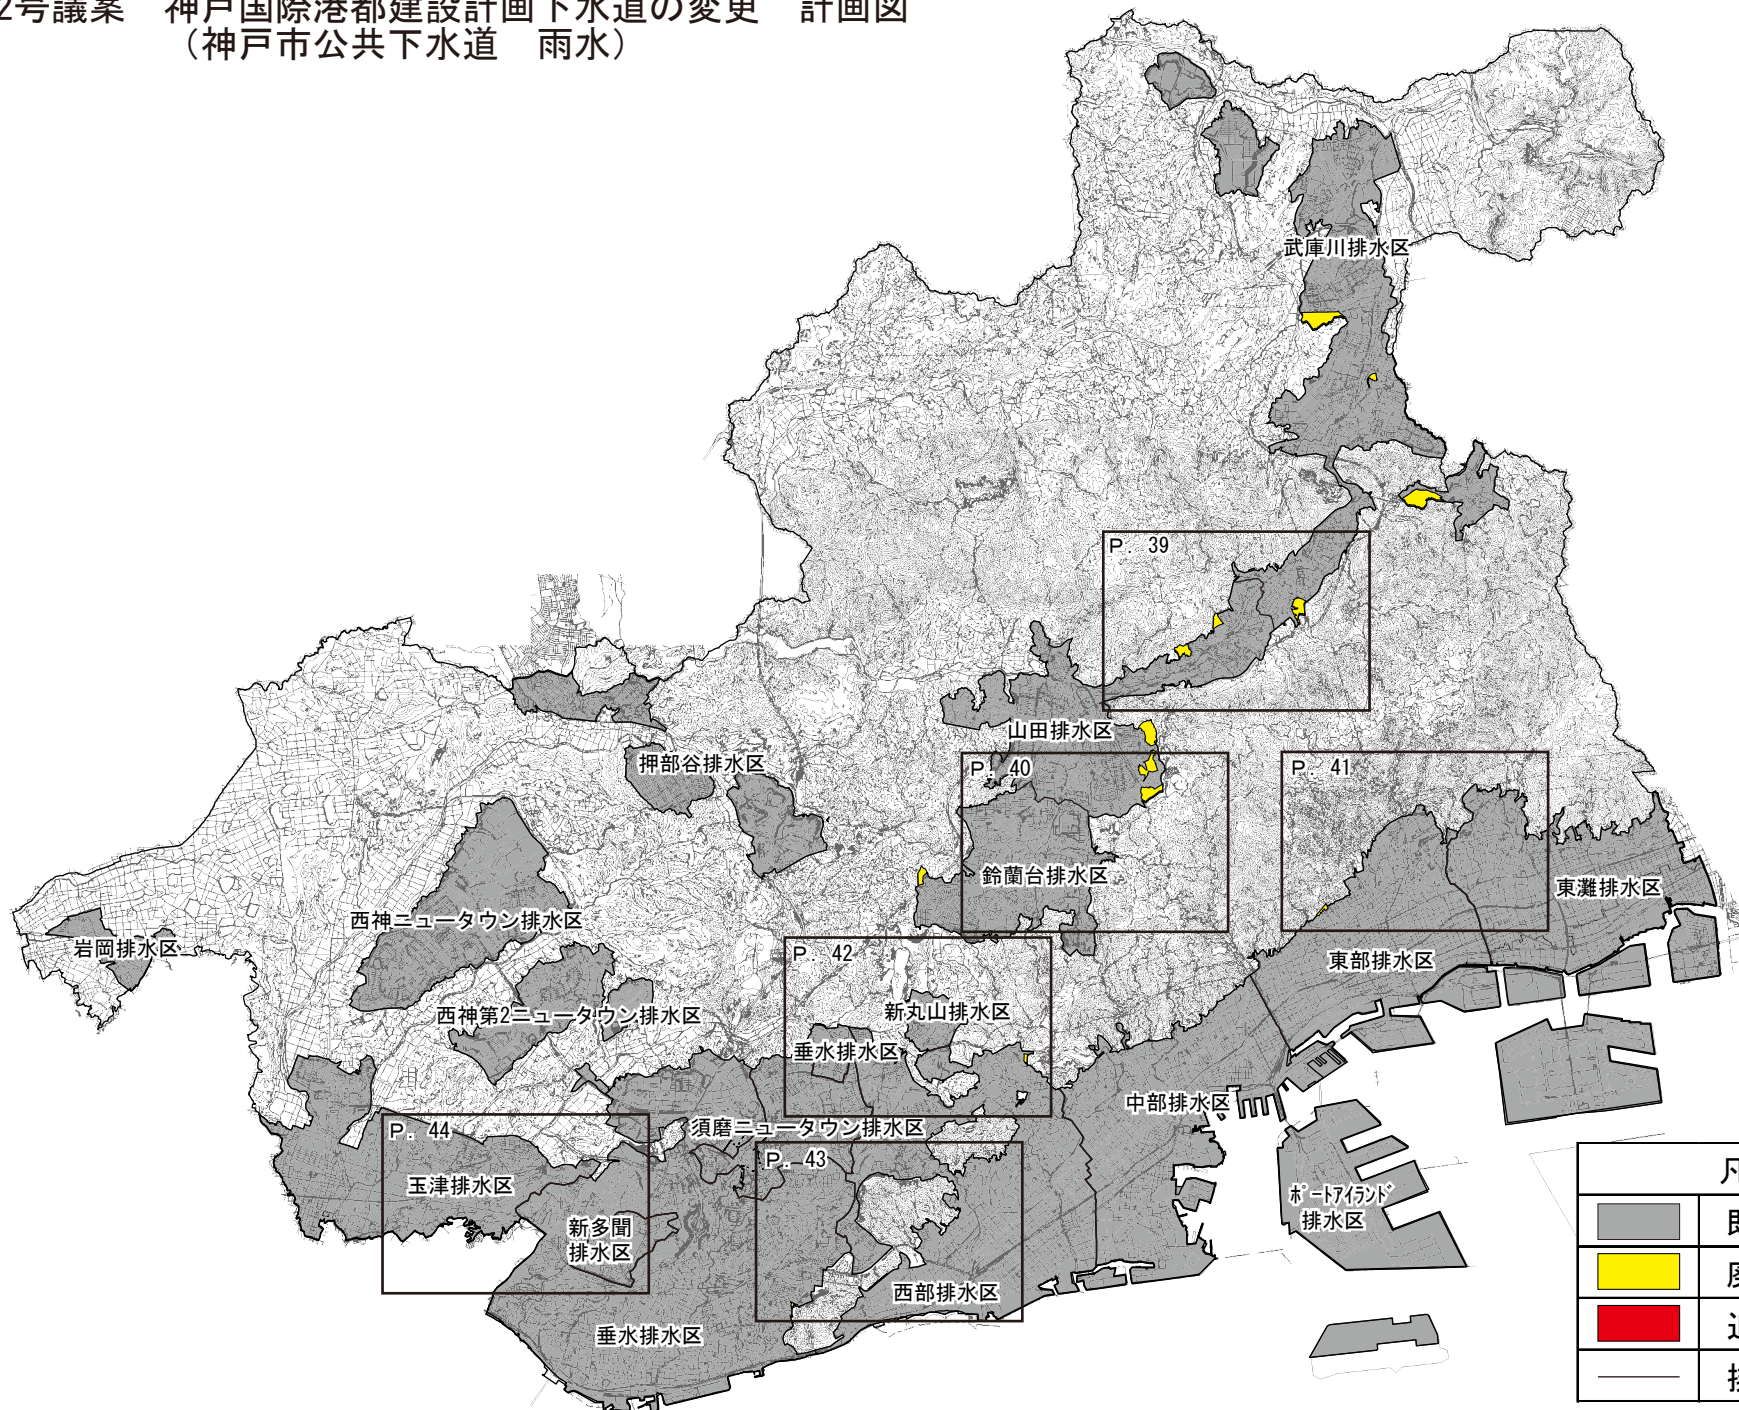 2号議案　神戸国際港都建設計画下水道の変更　計画図
（神戸市公共下水道　雨水）
武庫川排水区
P. 39
山田排水区
押部谷排水区
P. 40
P. 41
鈴蘭台排水区
東灘排水区
西神ニュータウン排水区
岩岡排水区
P. 42
東部排水区
新丸山排水区
西神第2ニュータウン排水区
垂水排水区
中部排水区
P. 44
須磨ニュータウン排水区
P. 43
玉津排水区
ポートアイランド
排水区
新多聞
排水区
西部排水区
垂水排水区